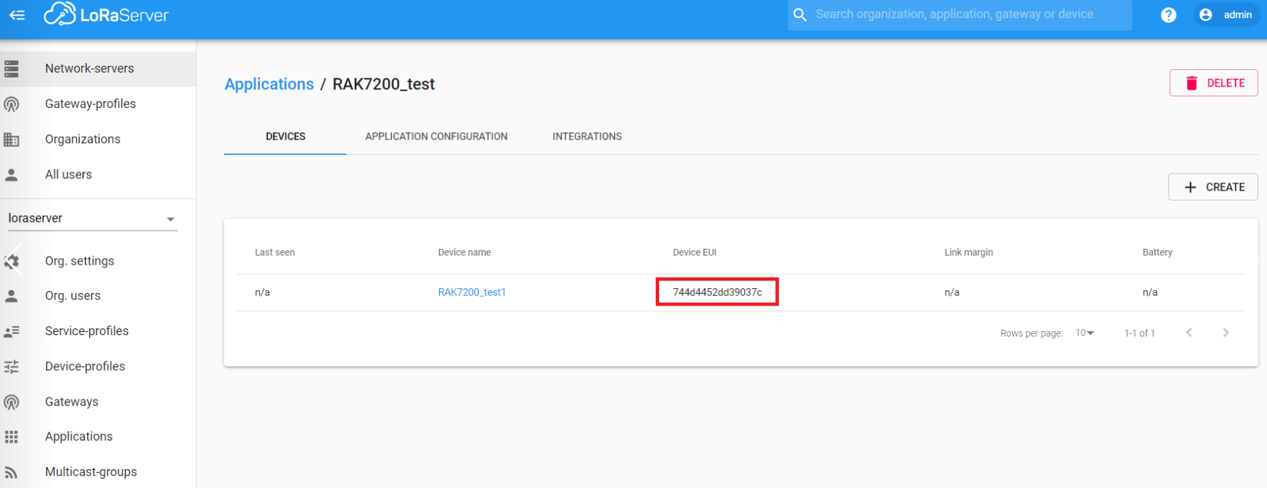 LoRaServer
Search organization, application, gateway or device
? admin
Network-servers
Gateway-profiles
Organizations
All users
loraserver
Org. settings
Org. users
Service-profiles
Device-profiles
Gateways
Applications
Multicast-groups
Applications / RAK7200_test
DELETE
DEVICES APPLICATION CONFIGURATION INTEGRATIONS
+ CREATE
Last seen Device name Device EUI Link margin Battery
n/a RAK7200_test1 744d4452dd39037c n/a n/a
Rows per page: 10 1-1 of 1